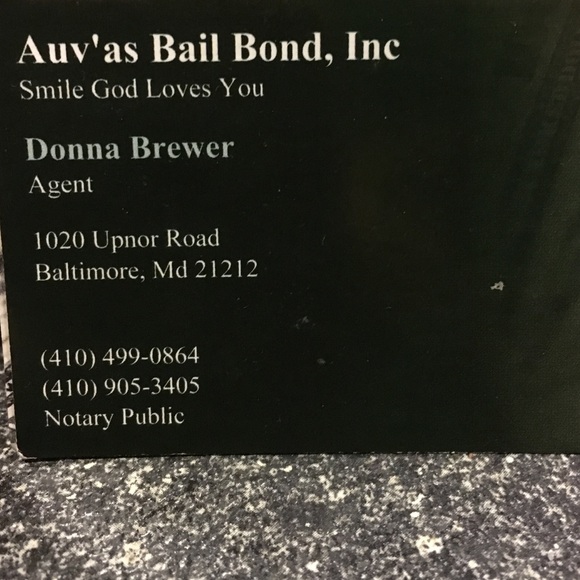 Auv'as Bail Bond, Inc
Smile God Loves You
Donna Brewer
Agent
1020 Upnor Road
Baltimore, Md 21212
(410) 499-0864
(410) 905-3405
Notary Public